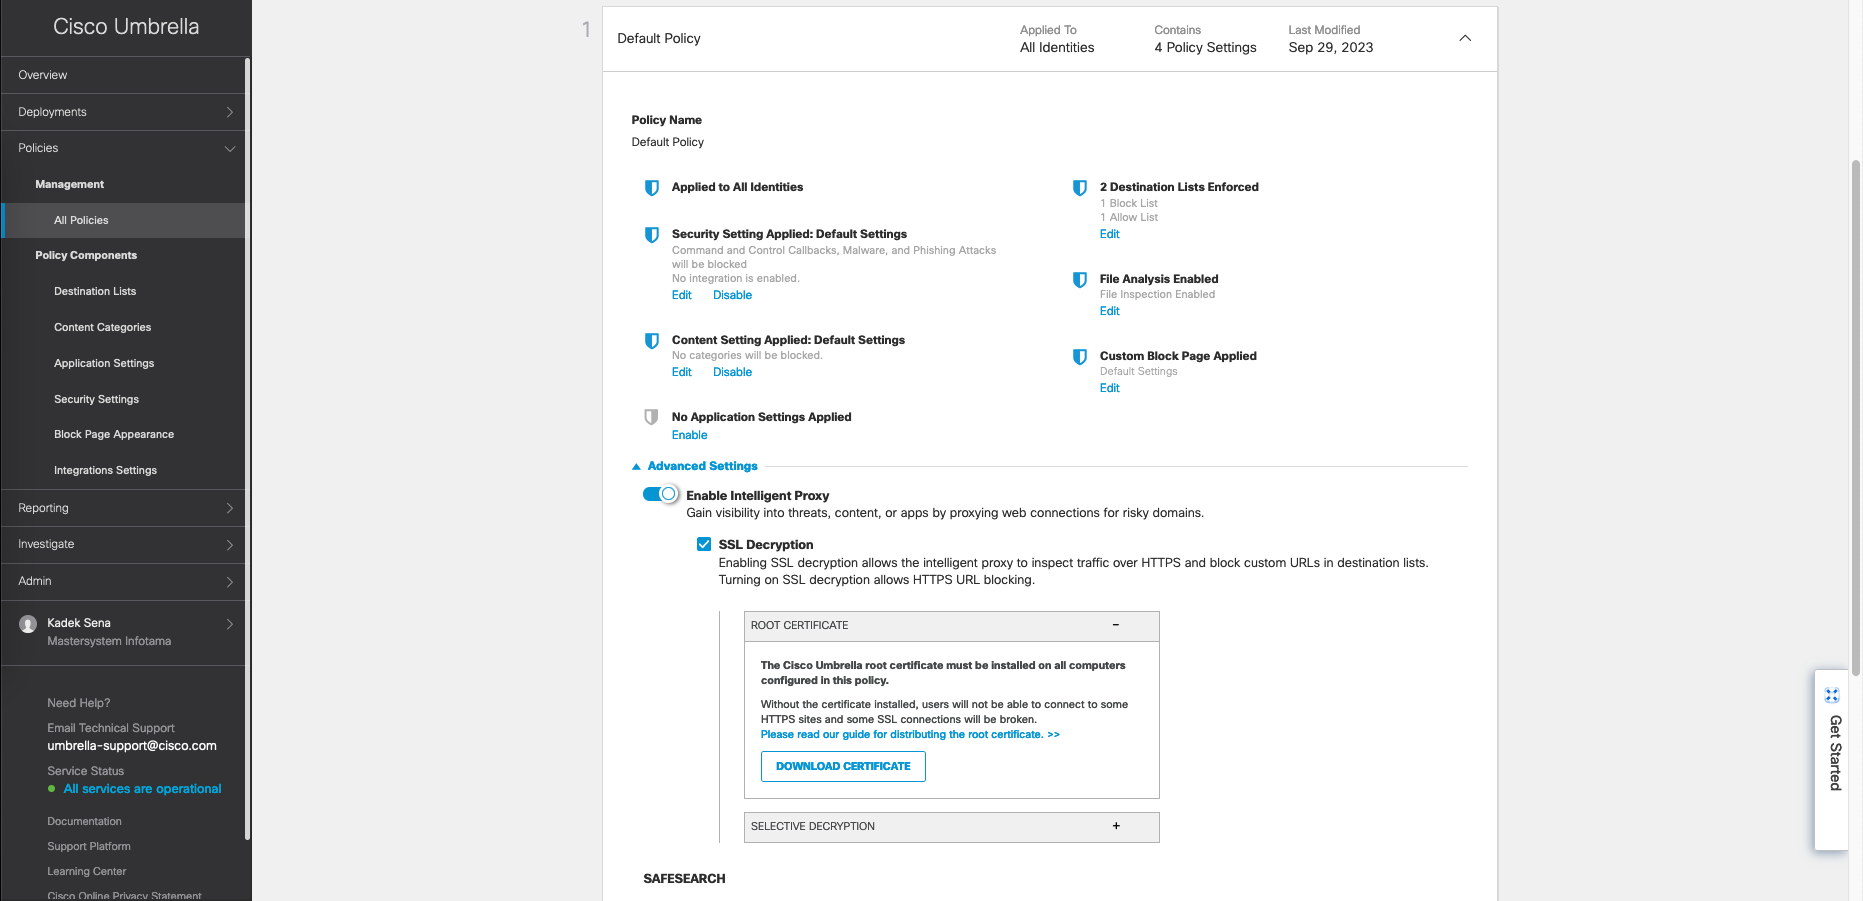 Cisco Umbrella
Overview
Deployments
Policies
Management
All Policies
Policy Components
Destination Lists
Content Categories
Application Settings
Security Settings
Block Page Appearance
Integrations Settings
Reporting
Investigate
Admin
Kadek Sena
Mastersystem Infotama
Need Help?
Email Technical Support
umbrella-support@cisco.com
Service Status
All services are operational
Documentation
Support Platform
Learning Center
Cisco Online Privacy Statement
1
Default Policy
Applied To
All Identities
Contains
4 Policy Settings
Last Modified
Sep 29, 2023
Policy Name
Default Policy
Applied to All Identities
Security Setting Applied: Default Settings
Command and Control Callbacks, Malware, and Phishing Attacks
will be blocked
No integration is enabled.
Edit Disable
Content Setting Applied: Default Settings
No categories will be blocked.
Edit Disable
No Application Settings Applied
Enable
2 Destination Lists Enforced
1 Block List
1 Allow List
Edit
File Analysis Enabled
File Inspection Enabled
Edit
Custom Block Page Applied
Default Settings
Edit
Advanced Settings
Enable Intelligent Proxy
Gain visibility into threats, content, or apps by proxying web connections for risky domains.
SSL Decryption
Enabling SSL decryption allows the intelligent proxy to inspect traffic over HTTPS and block custom URLs in destination lists.
Turning on SSL decryption allows HTTPS URL blocking.
ROOT CERTIFICATE −
The Cisco Umbrella root certificate must be installed on all computers
configured in this policy.
Without the certificate installed, users will not be able to connect to some
HTTPS sites and some SSL connections will be broken.
Please read our guide for distributing the root certificate. >>
DOWNLOAD CERTIFICATE
SELECTIVE DECRYPTION +
SAFESEARCH
Get Started